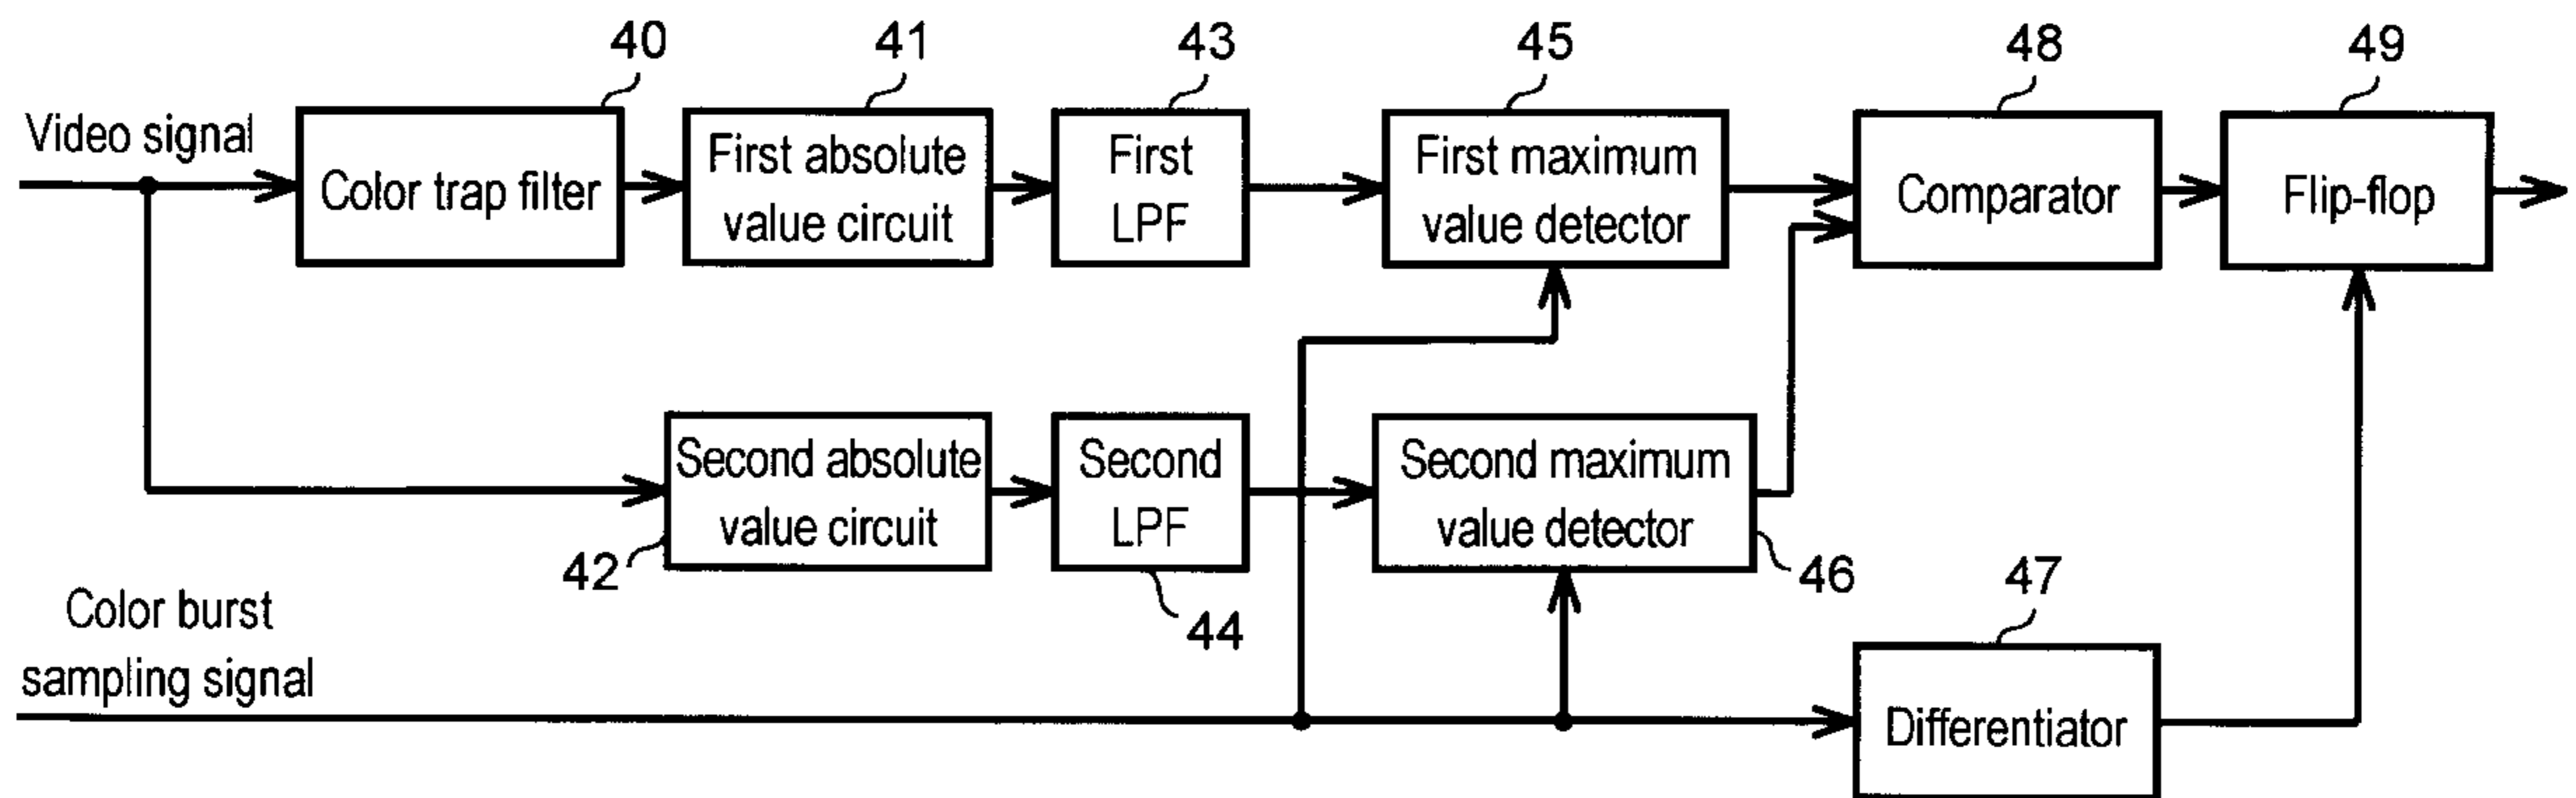 40
41
43
45
48
49
Video signal
Color trap filter
First absolute
value circuit
First
LPF
First maximum
value detector
Comparator
Flip-flop
Second absolute
value circuit
Second
LPF
Second maximum
value detector
42
44
46
47
Color burst
sampling signal
Differentiator